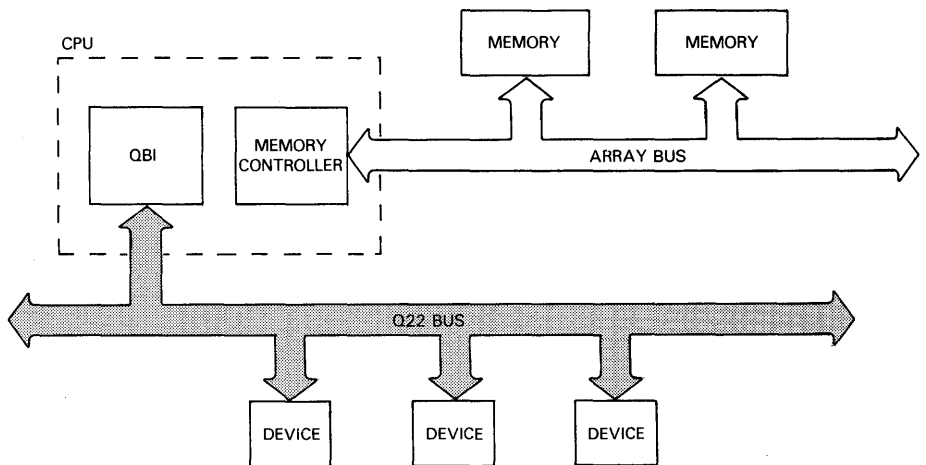 CPU
MEMORY
MEMORY
QBI
MEMORY
CONTROLLER
ARRAY BUS
Q22 BUS
DEVICE
DEVICE
DEVICE